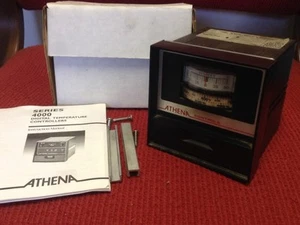 SERIES
4000
DIGITAL TEMPERATURE
CONTROLLERS
ATHENA
ATHENA